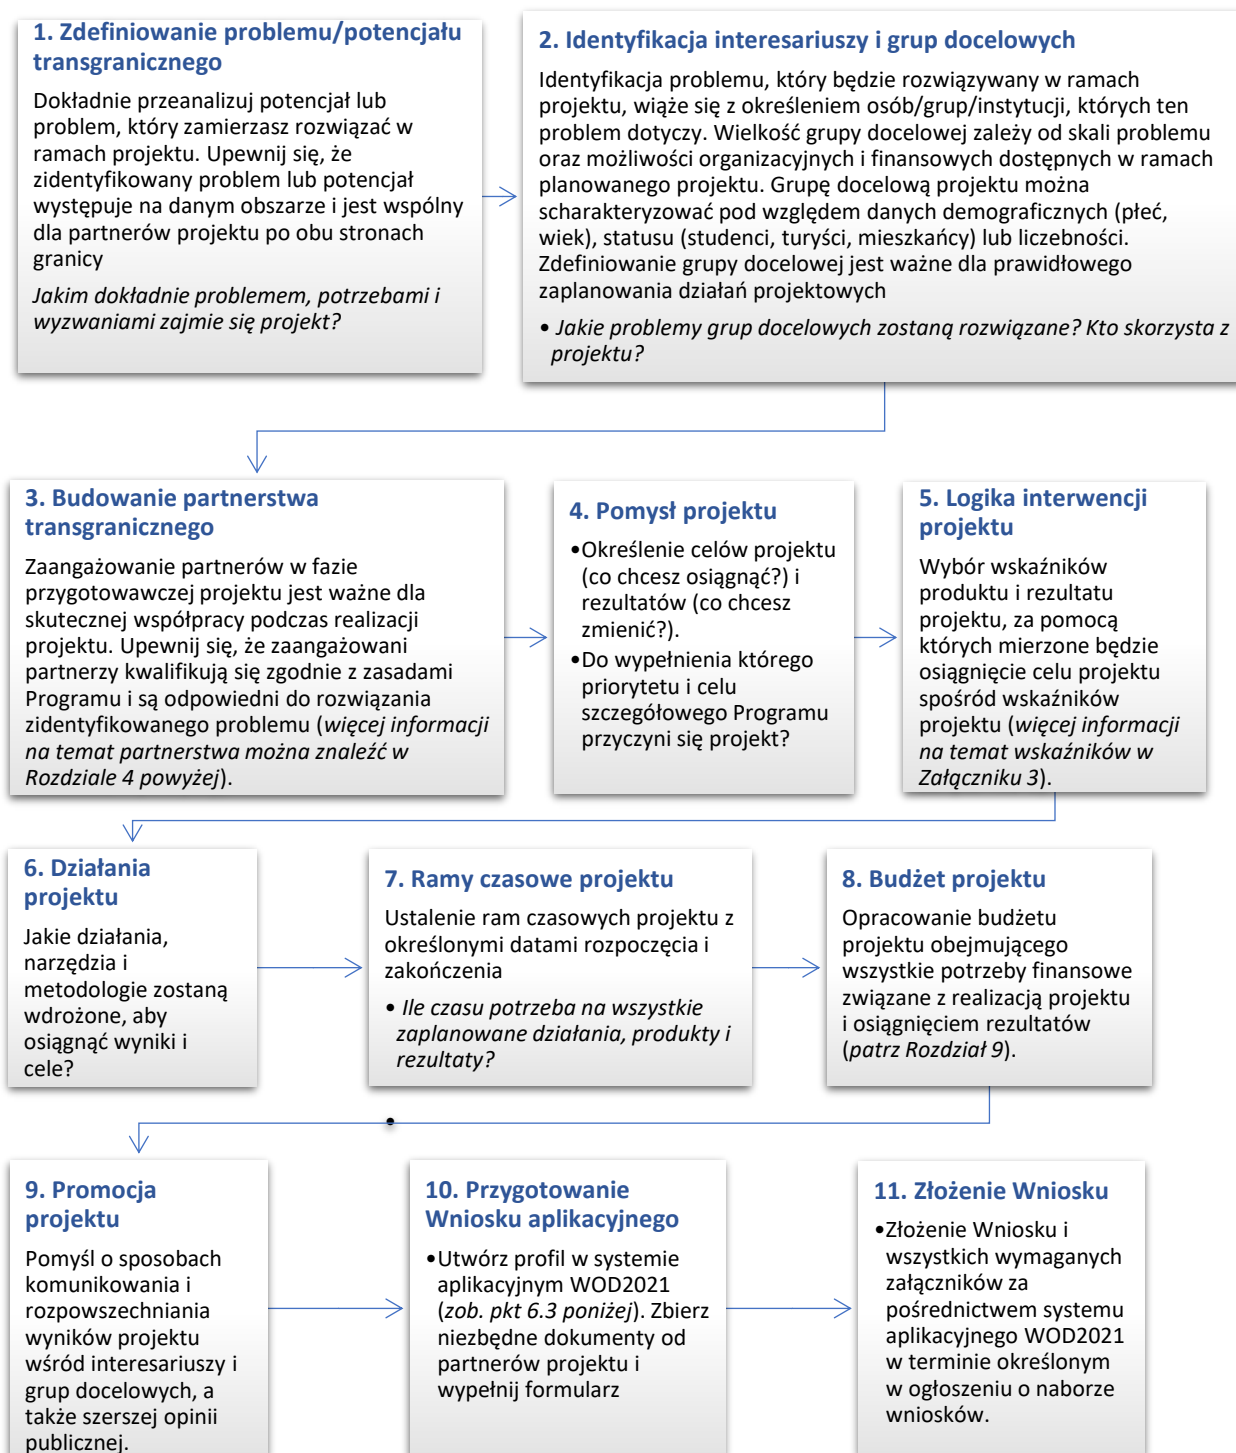 1. Zdefiniowanie problemu/potencjału
transgranicznego
Dokładnie przeanalizuj potencjał lub
problem, który zamierzasz rozwiązać w
ramach projektu. Upewnij się, że
zidentyfikowany problem lub potencjał
występuje na danym obszarze i jest wspólny
dla partnerów projektu po obu stronach
granicy
Jakim dokładnie problemem, potrzebami i
wyzwaniami zajmie się projekt?
2. Identyfikacja interesariuszy i grup docelowych
Identyfikacja problemu, który będzie rozwiązywany w ramach
projektu, wiąże się z określeniem osób/grup/instytucji, których ten
problem dotyczy. Wielkość grupy docelowej zależy od skali problemu
oraz możliwości organizacyjnych i finansowych dostępnych w ramach
planowanego projektu. Grupę docelową projektu można
scharakteryzować pod względem danych demograficznych (płeć,
wiek), statusu (studenci, turyści, mieszkańcy) lub liczebności.
Zdefiniowanie grupy docelowej jest ważne dla prawidłowego
zaplanowania działań projektowych
• Jakie problemy grup docelowych zostaną rozwiązane? Kto skorzysta z
projektu?
3. Budowanie partnerstwa
transgranicznego
Zaangażowanie partnerów w fazie
przygotowawczej projektu jest ważne dla
skutecznej współpracy podczas realizacji
projektu. Upewnij się, że zaangażowani
partnerzy kwalifikują się zgodnie z zasadami
Programu i są odpowiedni do rozwiązania
zidentyfikowanego problemu (więcej informacji
na temat partnerstwa można znaleźć w
Rozdziale 4 powyżej).
4. Pomysł projektu
•Określenie celów projektu
(co chcesz osiągnąć?) i
rezultatów (co chcesz
zmienić?).
•Do wypełnienia którego
priorytetu i celu
szczegółowego Programu
przyczyni się projekt?
5. Logika interwencji
projektu
Wybór wskaźników
produktu i rezultatu
projektu, za pomocą
których mierzone będzie
osiągnięcie celu projektu
spośród wskaźników
projektu (więcej informacji
na temat wskaźników w
Załączniku 3).
6. Działania
projektu
Jakie działania,
narzędzia i
metodologie zostaną
wdrożone, aby
osiągnąć wyniki i
cele?
7. Ramy czasowe projektu
Ustalenie ram czasowych projektu z
określonymi datami rozpoczęcia i
zakończenia
• Ile czasu potrzeba na wszystkie
zaplanowane działania, produkty i
rezultaty?
8. Budżet projektu
Opracowanie budżetu
projektu obejmującego
wszystkie potrzeby finansowe
związane z realizacją projektu
i osiągnięciem rezultatów
(patrz Rozdział 9).
•
9. Promocja
projektu
Pomyśl o sposobach
komunikowania i
rozpowszechniania
wyników projektu
wśród interesariuszy i
grup docelowych, a
także szerszej opinii
publicznej.
10. Przygotowanie
Wniosku aplikacyjnego
•Utwórz profil w systemie
aplikacyjnym WOD2021
(zob. pkt 6.3 poniżej). Zbierz
niezbędne dokumenty od
partnerów projektu i
wypełnij formularz
11. Złożenie Wniosku
•Złożenie Wniosku i
wszystkich wymaganych
załączników za
pośrednictwem systemu
aplikacyjnego WOD2021
w terminie określonym
w ogłoszeniu o naborze
wniosków.